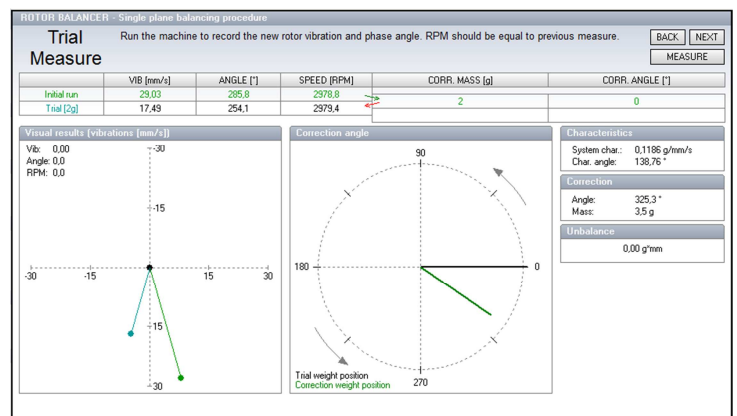 ROTOR BALANCER - Single plane balancing procedure
Trial Measure
Run the machine to record the new rotor vibration and phase angle. RPM should be equal to previous measure.
BACK NEXT
MEASURE
VIB [mm/s] ANGLE [°] SPEED [RPM] CORR. MASS [g] CORR. ANGLE [°]
Initial run 29,03 285,8 2978,8 2 0
Trial [2g] 17,49 254,1 2979,4
Visual results (vibrations [mm/s])
Vib: 0,00
Angle: 0,0
RPM: 0,0
-30
-15
-30 -15 15 30
15
30
Correction angle
90
180 0
270
Trial weight position
Correction weight position
Characteristics
System char.: 0,1186 g/mm/s
Char. angle: 138,76 °
Correction
Angle: 325,3 °
Mass: 3,5 g
Unbalance
0,00 g*mm